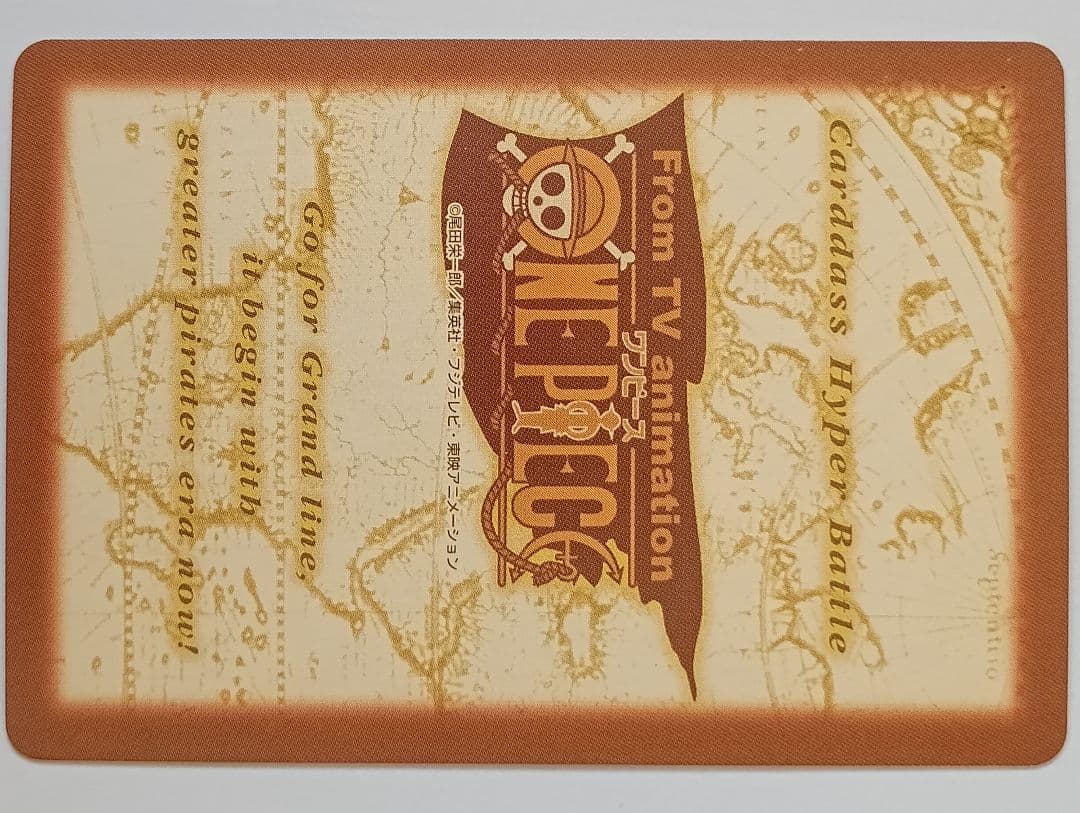 Carddass Hyper Battle
From TV animation
ワンピース
ONE PIECE
©尾田栄一郎/集英社・フジテレビ・東映アニメーション
Go for Grand line,
it begin with
greater pirates era now!
Septentrio